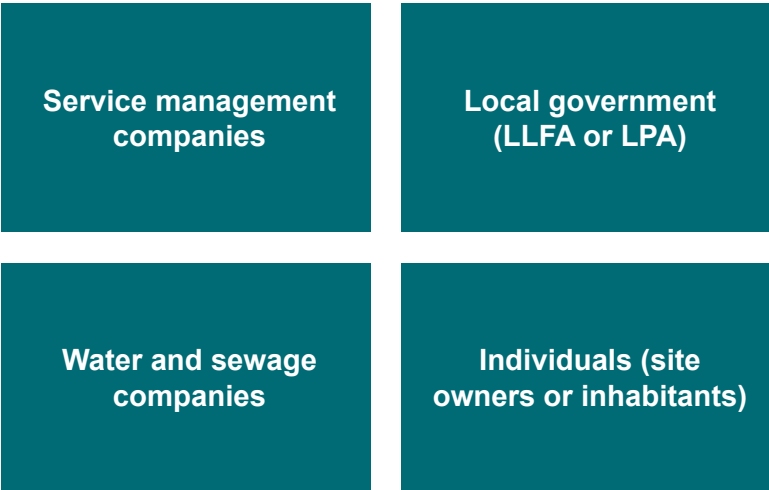 Service management
companies
Local government
(LLFA or LPA)
Water and sewage
companies
Individuals (site
owners or inhabitants)